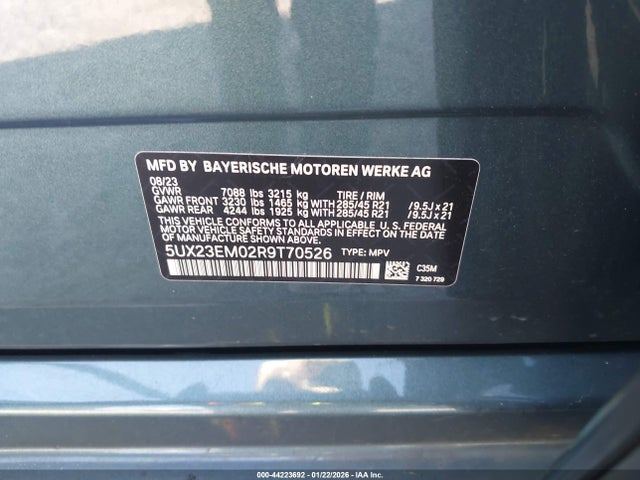 MFD BY BAYERISCHE MOTOREN WERKE AG
08/23
GVWR 7088 lbs 3215 kg TIRE / RIM
GAWR FRONT 3230 lbs 1465 kg WITH 285/45 R21 /9.5J x 21
GAWR REAR 4244 lbs 1925 kg WITH 285/45 R21 /9.5J x 21
THIS VEHICLE CONFORMS TO ALL APPLICABLE U.S. FEDERAL
MOTOR VEHICLE SAFETY STANDARDS IN EFFECT ON THE
DATE OF MANUFACTURE SHOWN ABOVE.
5UX23EM02R9T70526 TYPE: MPV
C35M
7 320 729
000-44223692 - 01/22/2026 - © IAA Inc.